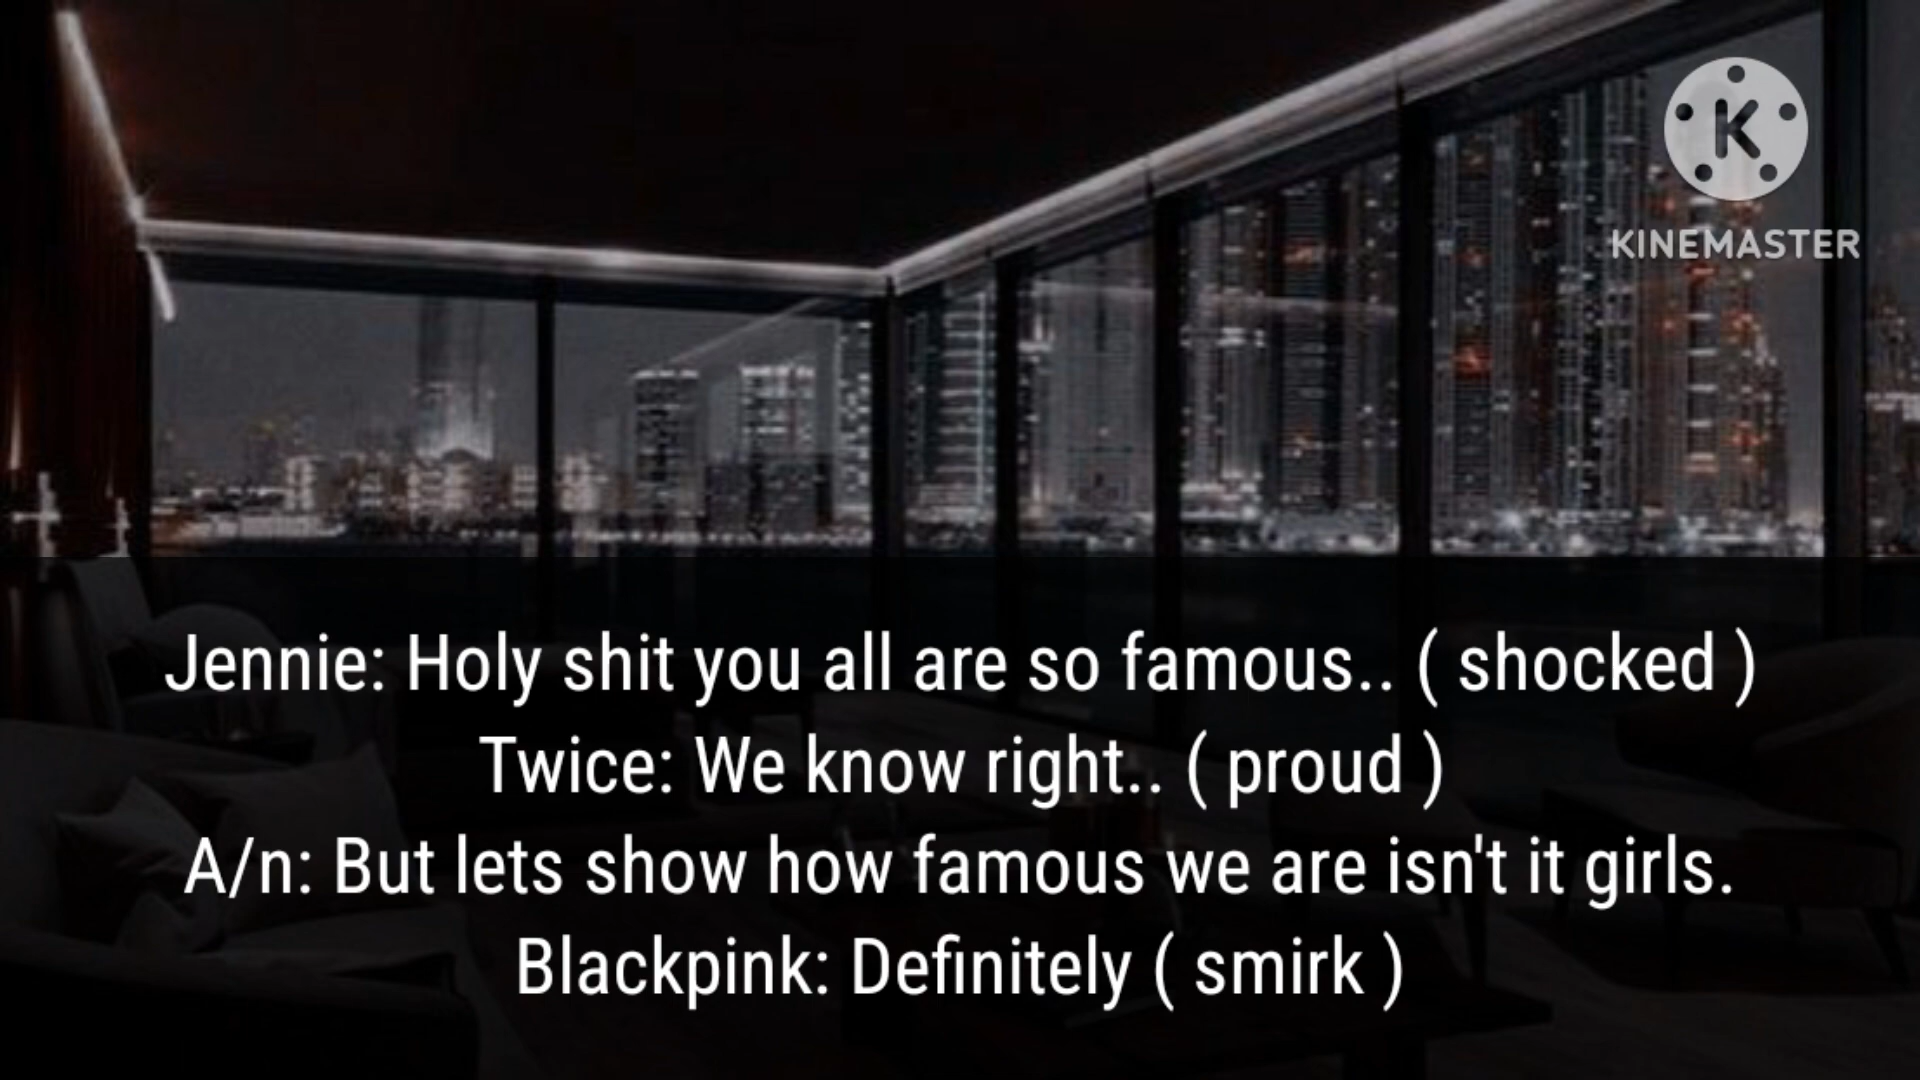 K
KINEMASTER
Jennie: Holy shit you all are so famous.. ( shocked )
Twice: We know right.. ( proud )
A/n: But lets show how famous we are isn't it girls.
Blackpink: Definitely ( smirk )